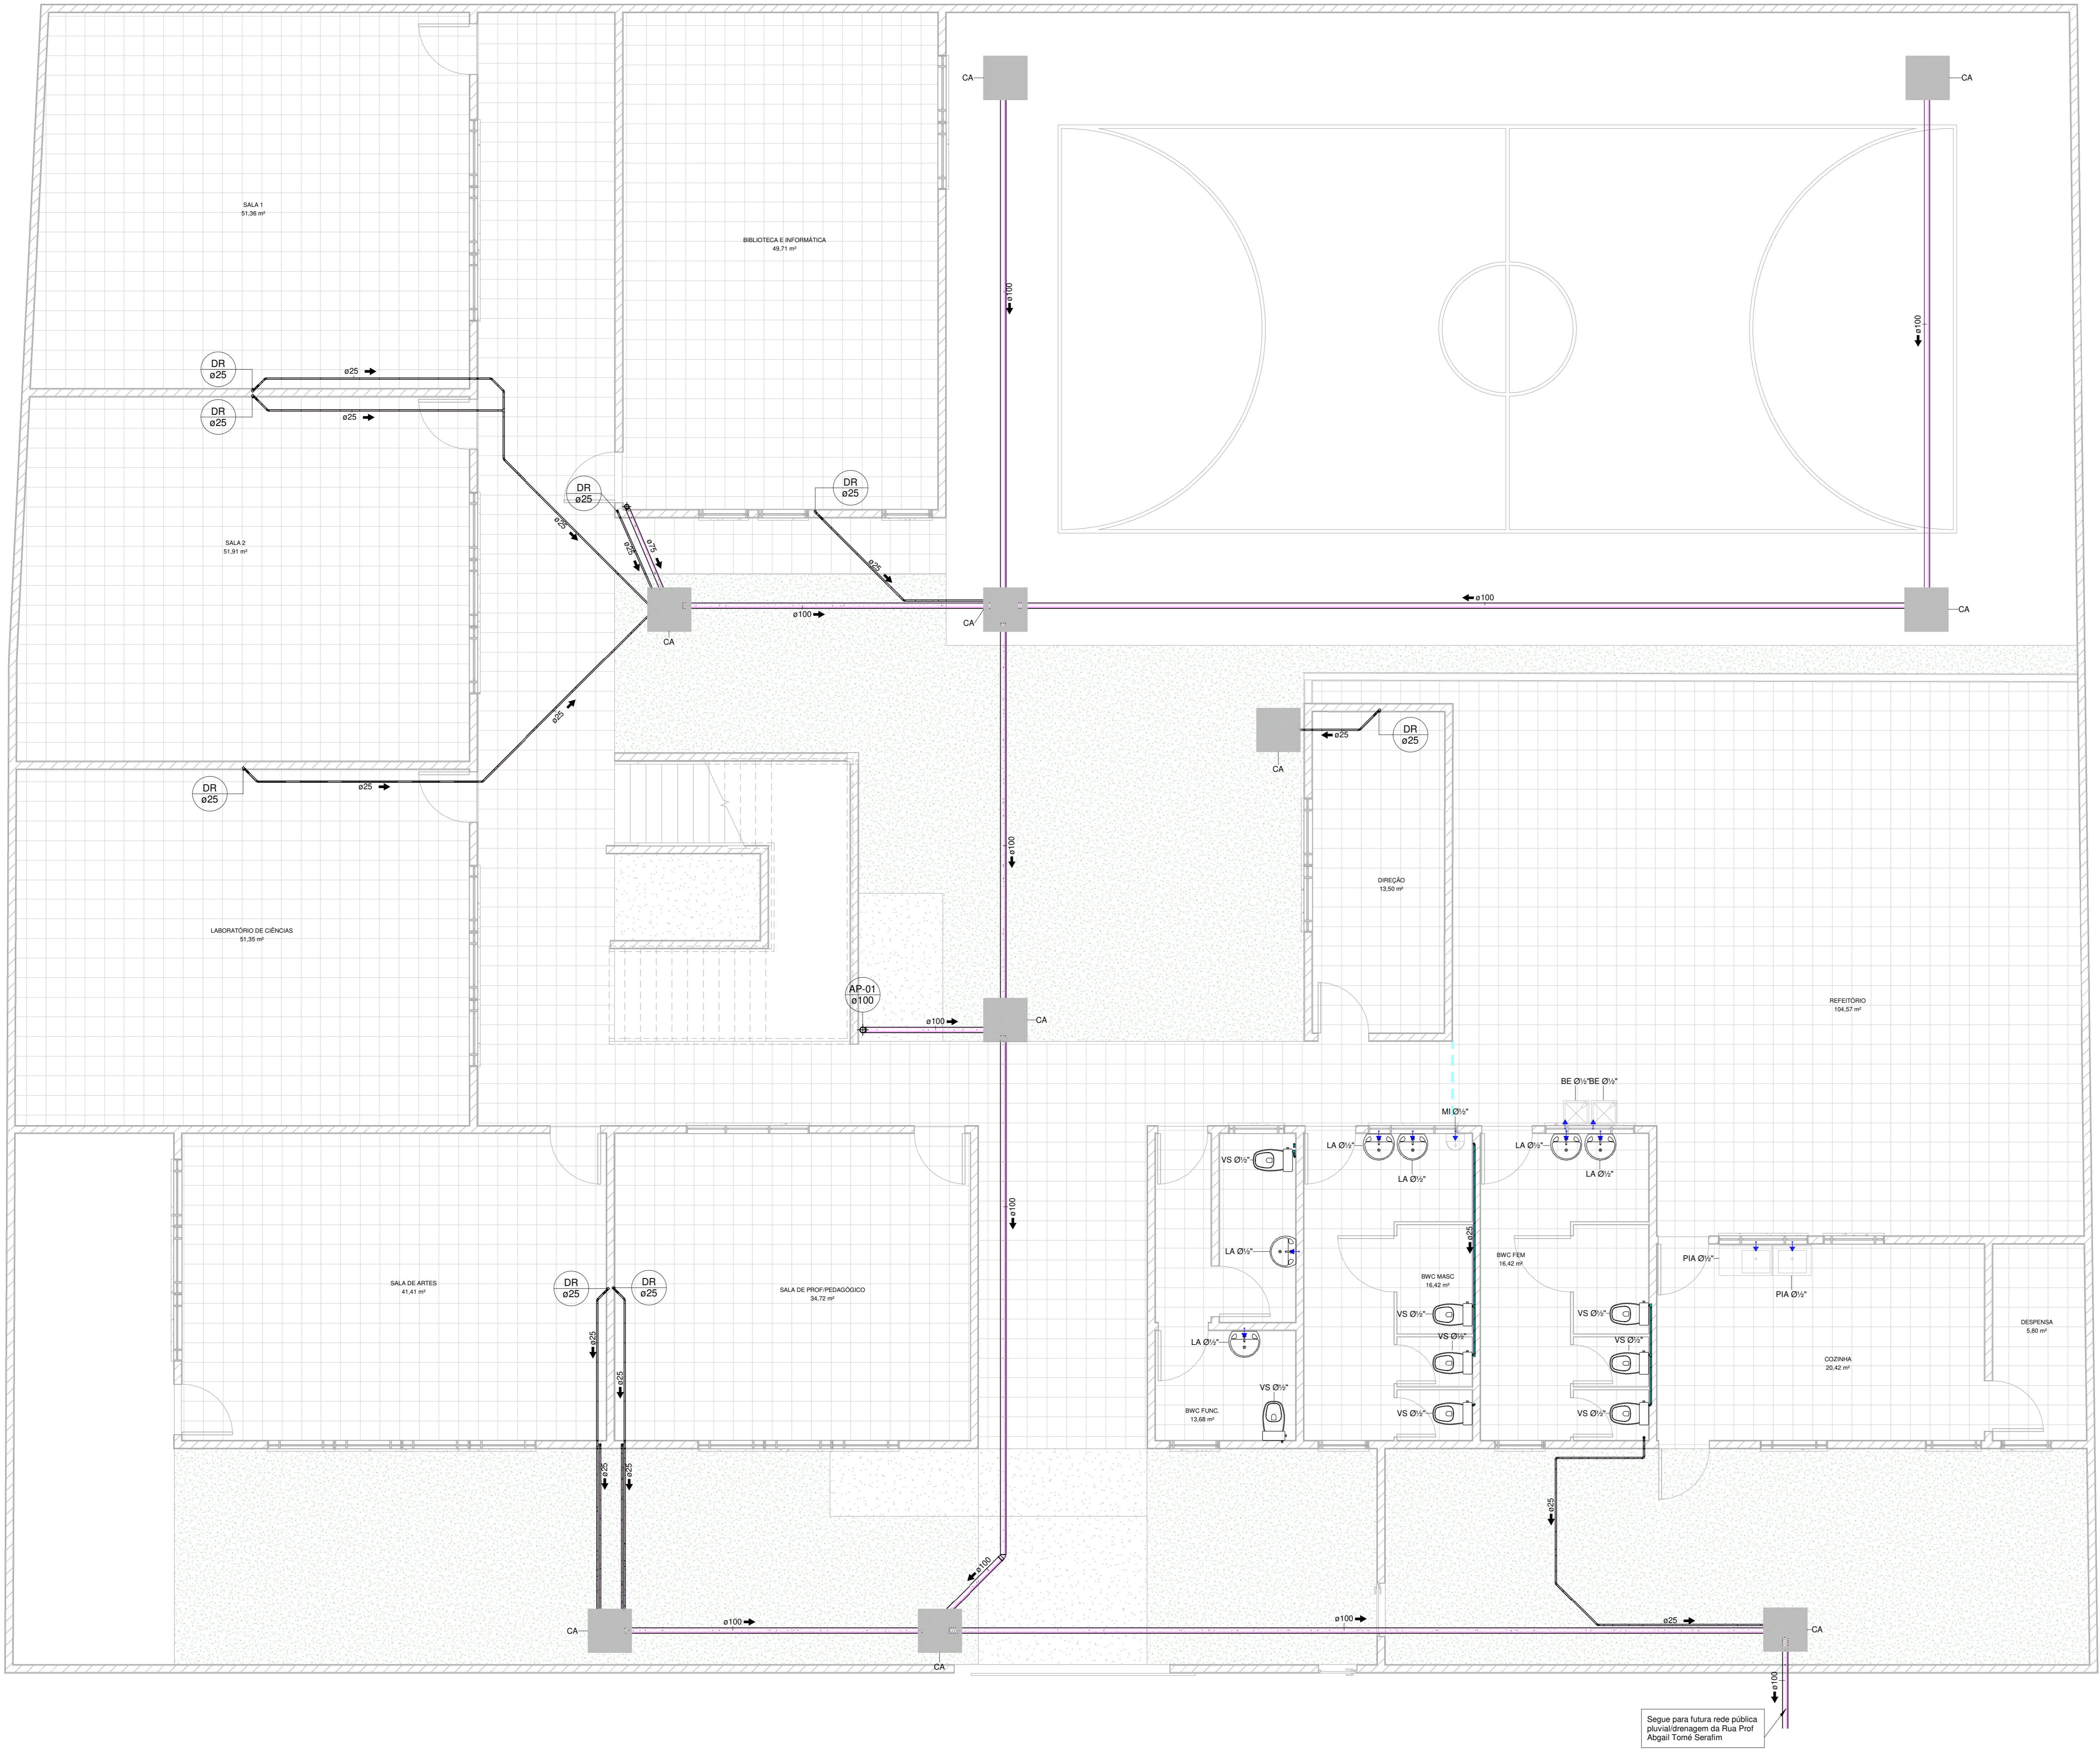 CA
CA
SALA 1
51,36 m²
BIBLIOTECA E INFORMÁTICA
49,71 m²
ø100
ø100
DR
ø25
ø25
DR
ø25
ø25
DR
ø25
DR
ø25
ø25
ø25
ø75
ø25
SALA 2
51,91 m²
ø100
ø100
CA
CA
CA
ø25
DR
ø25
ø25
CA
DR
ø25
ø25
ø100
DIREÇÃO
13,50 m²
LABORATÓRIO DE CIÊNCIAS
51,35 m²
AP-01
ø100
ø100
CA
REFEITÓRIO
104,57 m²
BE Ø½"
BE Ø½"
MI Ø½"
LA Ø½"
LA Ø½"
LA Ø½"
LA Ø½"
VS Ø½"
ø100
ø25
LA Ø½"
BWC FEM
16,42 m²
PIA Ø½"
PIA Ø½"
BWC MASC
16,42 m²
SALA DE ARTES
41,41 m²
DR
ø25
DR
ø25
SALA DE PROF/PEDAGÓGICO
34,72 m²
ø25
ø25
LA Ø½"
VS Ø½"
VS Ø½"
VS Ø½"
VS Ø½"
DESPENSA
5,80 m²
COZINHA
20,42 m²
VS Ø½"
BWC FUNC.
13,68 m²
VS Ø½"
VS Ø½"
ø25
ø25
ø25
ø100
CA
ø100
CA
ø100
ø25
CA
ø100
Segue para futura rede pública
pluvial/drenagem da Rua Prof
Abgail Tomé Serafim